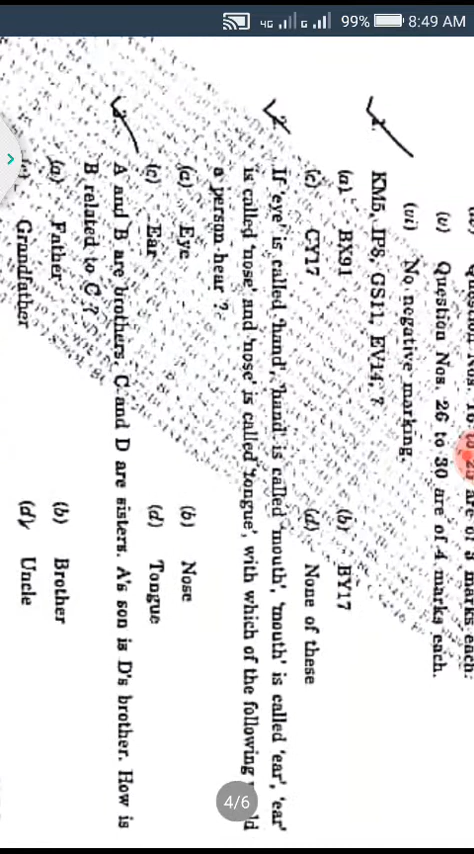 4G G 99% 8:49 AM
are of 3 marks each.
(v) Question Nos. 26 to 30 are of 4 marks each.
(vi) No negative marking.
1. KM5, IP8, GS11, EV14, ?
(a) BX91 (b) BY17
(c) CY17 (d) None of these
2. If 'eye' is called 'hand', 'hand' is called 'mouth', 'mouth' is called 'ear', 'ear'
is called 'nose' and 'nose' is called 'tongue', with which of the following
a person hear ?
(a) Eye (b) Nose
(c) Ear (d) Tongue
A and B are brothers. C and D are sisters. A's son is D's brother. How is
B related to C ?
(a) Father (b) Brother
(c) Grandfather (d) Uncle
4/6